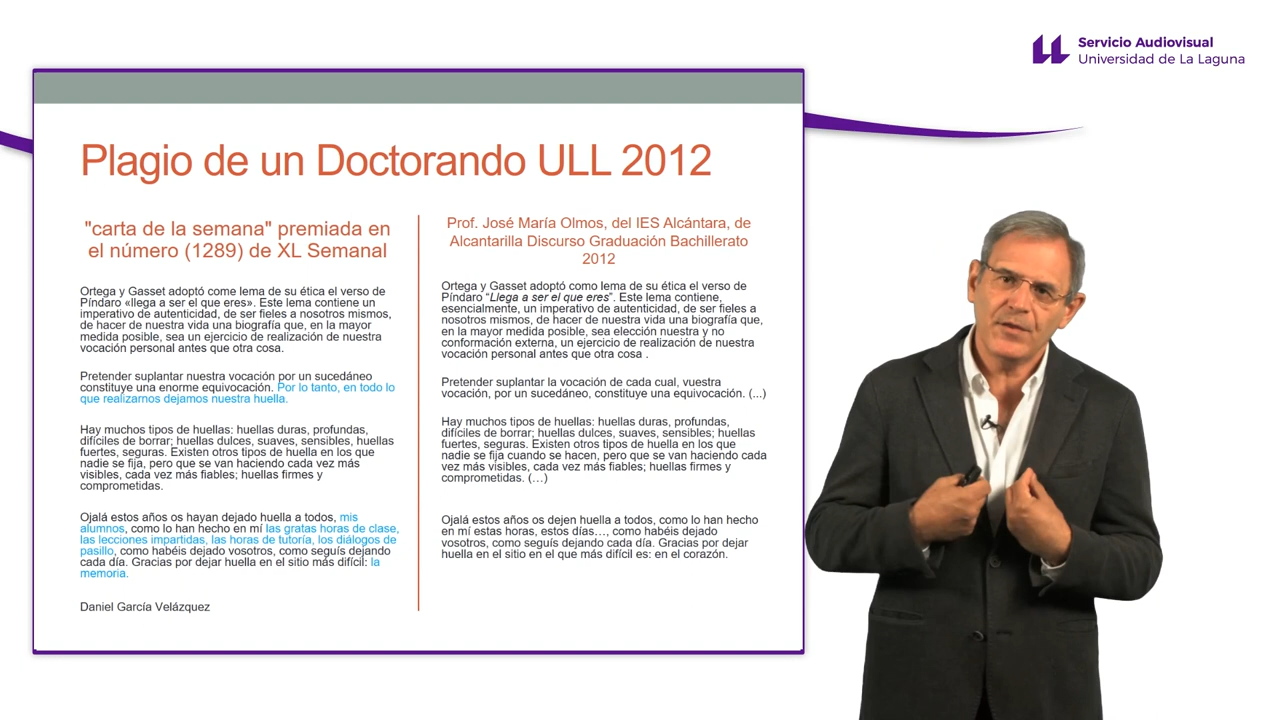 Servicio Audiovisual
Universidad de La Laguna
Plagio de un Doctorando ULL 2012
"carta de la semana" premiada en
el número (1289) de XL Semanal
Ortega y Gasset adoptó come lema de su ética el verso de
Píndaro «llega a ser el que eres». Este lema contiene un
imperativo de autenticidad, de ser fieles a nosotros mismos,
de hacer de nuestra vida una biografía que, en la mayor
medida posible, sea un ejercicio de realización de nuestra
vocación personal antes que otra cosa.
Pretender suplantar nuestra vocación por un sucedáneo
constituye una enorme equivocación. Por lo tanto, en todo lo
que realizarnos dejamos nuestra huella.
Hay muchos tipos de huellas: huellas duras, profundas,
difíciles de borrar; huellas dulces, suaves, sensibles, huellas
fuertes, seguras. Existen otros tipos de huella en los que
nadie se fija, pero que se van haciendo cada vez más
visibles, cada vez más fiables; huellas firmes y
comprometidas.
Ojalá estos años os hayan dejado huella a todos, mis
alumnos, como lo han hecho en mí las gratas horas de clase,
las lecciones impartidas, las horas de tutoría, los diálogos de
pasillo, como habéis dejado vosotros, como seguís dejando
cada día. Gracias por dejar huella en el sitio más difícil: la
memoria.
Daniel García Velázquez
Prof. José María Olmos, del IES Alcántara, de
Alcantarilla Discurso Graduación Bachillerato
2012
Ortega y Gasset adoptó como lema de su ética el verso de
Píndaro “Llega a ser el que eres”. Este lema contiene,
esencialmente, un imperativo de autenticidad, de ser fieles a
nosotros mismos, de hacer de nuestra vida una biografía que,
en la mayor medida posible, sea elección nuestra y no
conformación externa, un ejercicio de realización de nuestra
vocación personal antes que otra cosa .
Pretender suplantar la vocación de cada cual, vuestra
vocación, por un sucedáneo, constituye una equivocación. (...)
Hay muchos tipos de huellas: huellas duras, profundas,
difíciles de borrar; huellas dulces, suaves, sensibles; huellas
fuertes, seguras. Existen otros tipos de huella en los que
nadie se fija cuando se hacen, pero que se van haciendo cada
vez más visibles, cada vez más fiables; huellas firmes y
comprometidas. (…)
Ojalá estos años os dejen huella a todos, como lo han hecho
en mí estas horas, estos días…, como habéis dejado
vosotros, como seguís dejando cada día. Gracias por dejar
huella en el sitio en el que más difícil es: en el corazón.